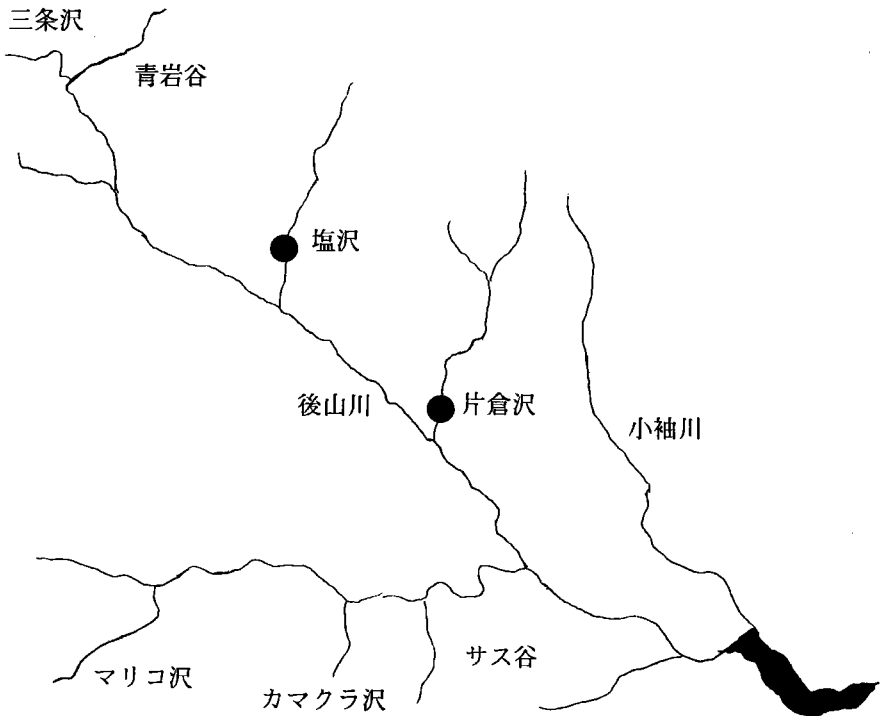 三条沢
青岩谷
塩沢
後山川
片倉沢
小袖川
サス谷
マリコ沢
カマクラ沢